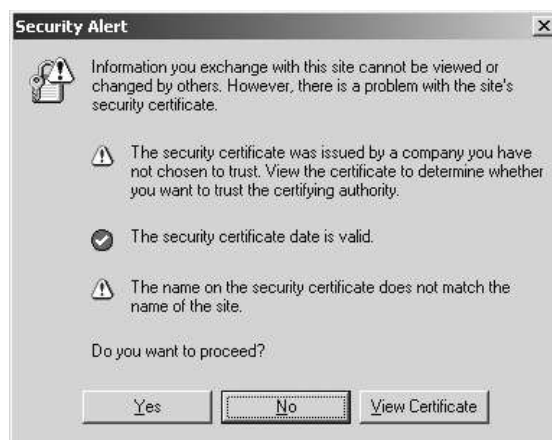 Security Alert
Information you exchange with this site cannot be viewed or
changed by others. However, there is a problem with the site's
security certificate.
The security certificate was issued by a company you have
not chosen to trust. View the certificate to determine whether
you want to trust the certifying authority.
The security certificate date is valid.
The name on the security certificate does not match the
name of the site.
Do you want to proceed?
Yes
No
View Certificate